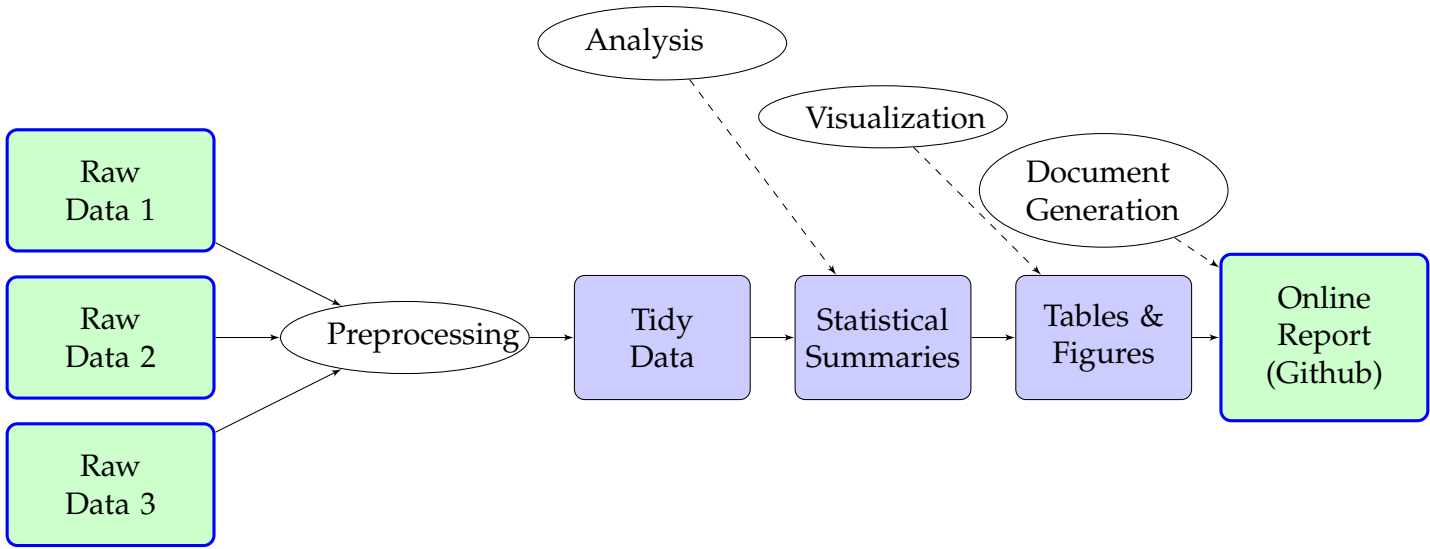 Analysis
Visualization
Document
Generation
Raw
Data 1
Raw
Data 2
Raw
Data 3
Preprocessing
Tidy
Data
Statistical
Summaries
Tables &
Figures
Online
Report
(Github)